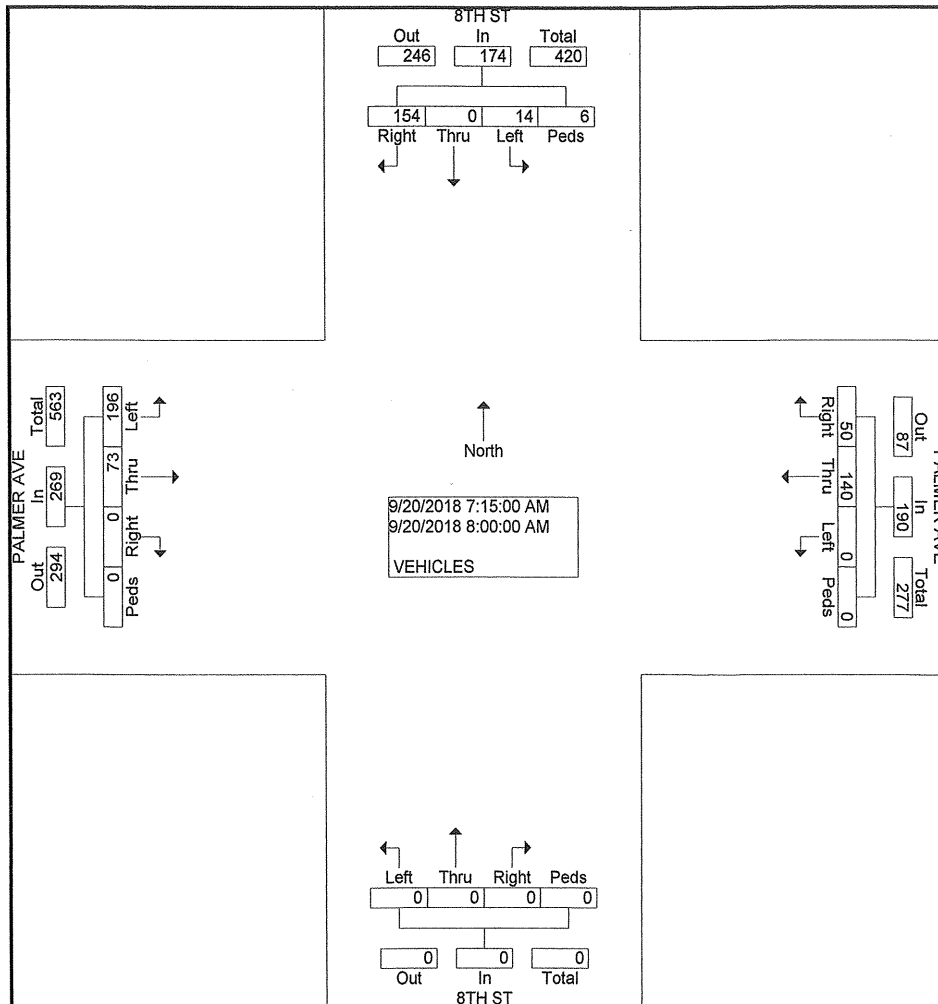 8TH ST
Out In Total
246 174 420
154 0 14 6
Right Thru Left Peds
PALMER AVE
Total In Out
563 269 294
196 73 0 0
Left Thru Right Peds
North
9/20/2018 7:15:00 AM
9/20/2018 8:00:00 AM
VEHICLES
Right Thru Left Peds
50 140 0 0
Out In Total
87 190 277
PALMER AVE
Left Thru Right Peds
0 0 0 0
0 0 0
Out In Total
8TH ST